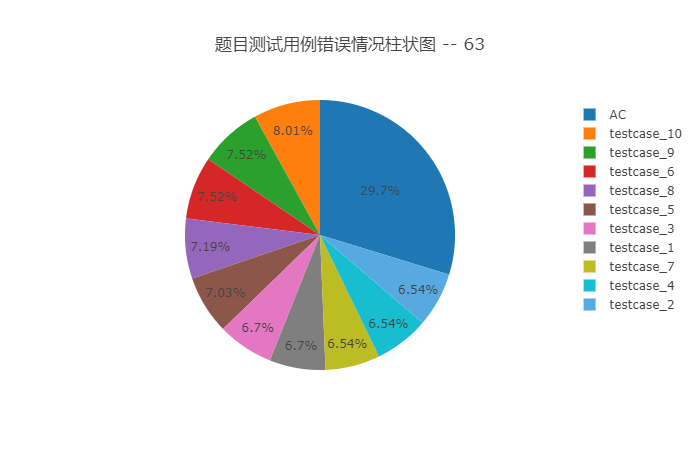 题目测试用例错误情况柱状图 -- 63
AC
testcase_10
testcase_9
testcase_6
testcase_8
testcase_5
testcase_3
testcase_1
testcase_7
testcase_4
testcase_2
8.01%
7.52%
29.7%
7.52%
7.19%
7.03%
6.54%
6.7%
6.54%
6.7%
6.54%